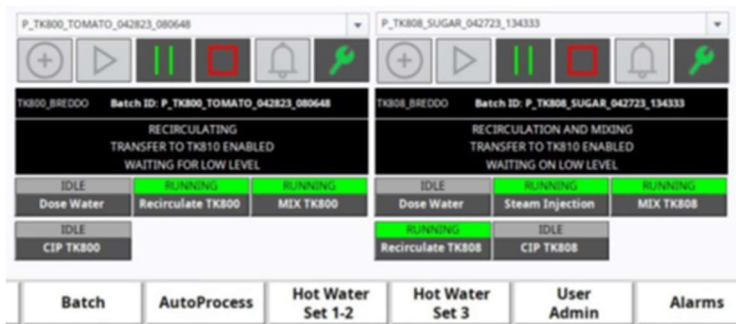 P_TK800_TOMATO_042823_080648
TK800_BREDDO Batch ID: P_TK800_TOMATO_042823_080648
RECIRCULATING
TRANSFER TO TK810 ENABLED
WAITING FOR LOW LEVEL
IDLE RUNNING RUNNING
Dose Water Recirculate TK800 MIX TK800
IDLE
CIP TK800
P_TK808_SUGAR_042723_134333
TK808_BREDDO Batch ID: P_TK808_SUGAR_042723_134333
RECIRCULATION AND MIXING
TRANSFER TO TK810 ENABLED
WAITING ON LOW LEVEL
IDLE RUNNING RUNNING
Dose Water Steam Injection MIX TK808
RUNNING IDLE
Recirculate TK808 CIP TK808
Batch AutoProcess Hot Water Set 1-2 Hot Water Set 3 User Admin Alarms